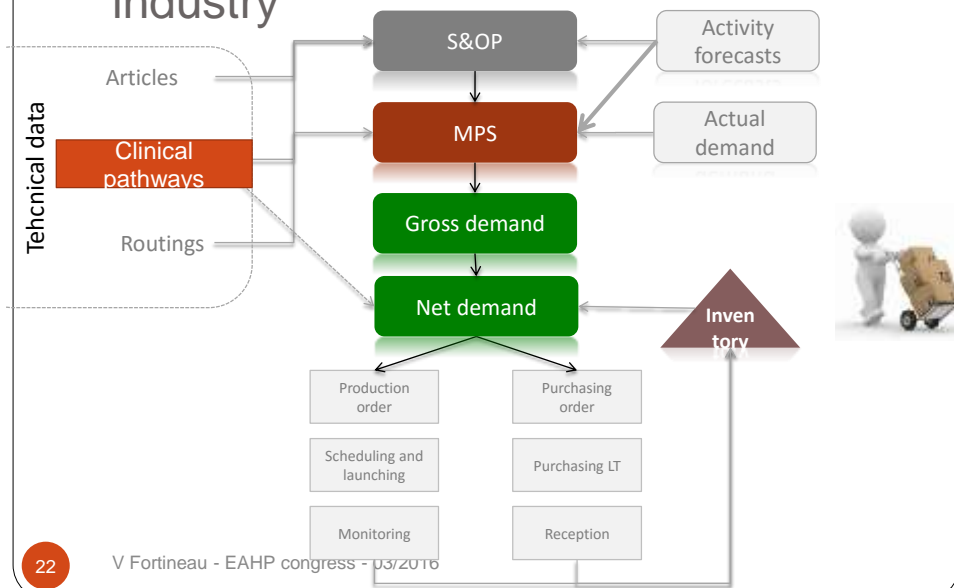 industry
S&OP
Activity
forecasts
Articles
Tehcnical data
MPS
Actual
demand
Clinical
pathways
Gross demand
Routings
Net demand
Inven
tory
Production
order
Purchasing
order
Scheduling and
launching
Purchasing LT
Monitoring
Reception
22
V Fortineau - EAHP congress - 03/2016